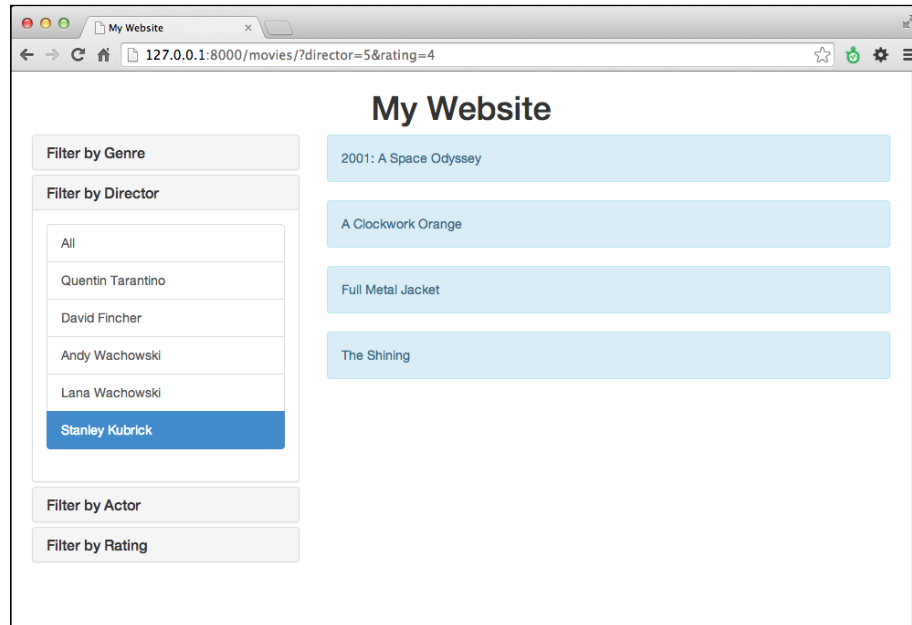 My Website
127.0.0.1:8000/movies/?director=5&rating=4
My Website
Filter by Genre
Filter by Director
All
Quentin Tarantino
David Fincher
Andy Wachowski
Lana Wachowski
Stanley Kubrick
Filter by Actor
Filter by Rating
2001: A Space Odyssey
A Clockwork Orange
Full Metal Jacket
The Shining